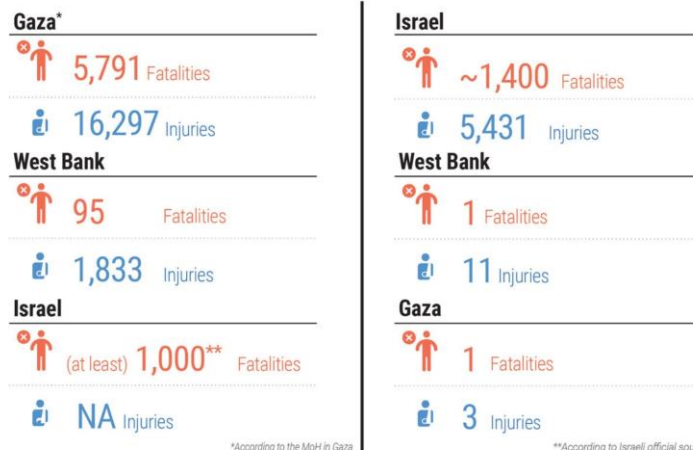 Gaza*
5,791 Fatalities
16,297 Injuries
West Bank
95 Fatalities
1,833 Injuries
Israel
(at least) 1,000** Fatalities
NA Injuries
*According to the MoH in Gaza
Israel
~1,400 Fatalities
5,431 Injuries
West Bank
1 Fatalities
11 Injuries
Gaza
1 Fatalities
3 Injuries
**According to Israeli official